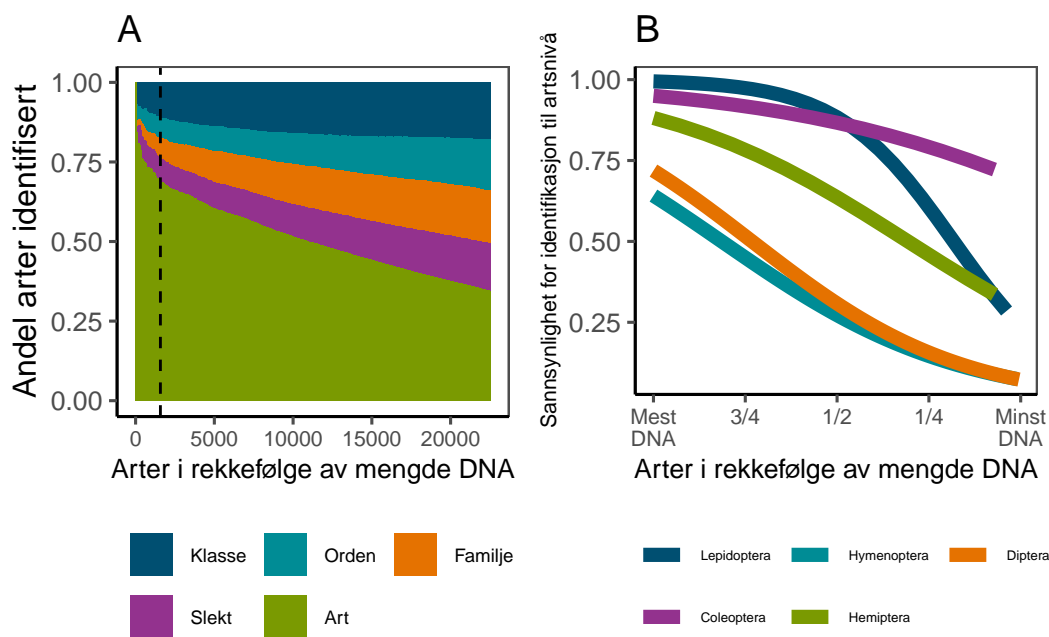 A
Andel arter identifisert
1.00
0.75
0.50
0.25
0.00
0
5000
10000
15000
20000
Arter i rekkefølge av mengde DNA
Klasse
Orden
Familje
Slekt
Art
B
Sannsynlighet for identifikasjon til artsnivå
1.00
0.75
0.50
0.25
Mest
DNA
3/4
1/2
1/4
Minst
DNA
Arter i rekkefølge av mengde DNA
Lepidoptera
Hymenoptera
Diptera
Coleoptera
Hemiptera